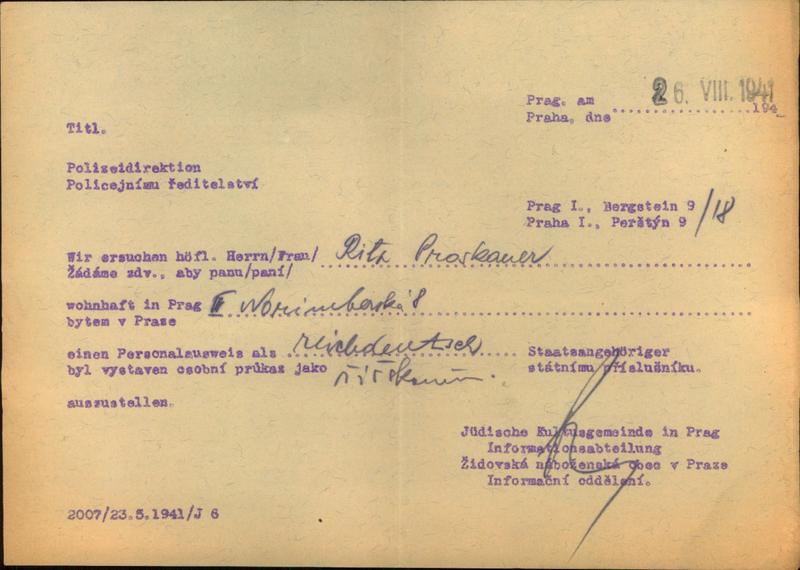 26. VIII. 1941
Prag, am
Praha, dne 194
Titl.
Polizeidirektion
Policejnímu ředitelství
Prag I., Bergstein 9 /18
Praha I., Perštýn 9
Wir ersuchen höfl. Herrn/Frau/ Rita Proskauer
Žádáme zdv., aby panu/paní/
wohnhaft in Prag Norimberská 8
bytem v Praze
einen Personalausweis als reichdeutsch Staatsangehöriger
byl vystaven osobní průkaz jako říšským. státnímu příslušníku.
auszustellen.
Jüdische Kultusgemeinde in Prag
Informationsabteilung
Židovská náboženská obec v Praze
Informační oddělení.
2007/23.5.1941/J 6